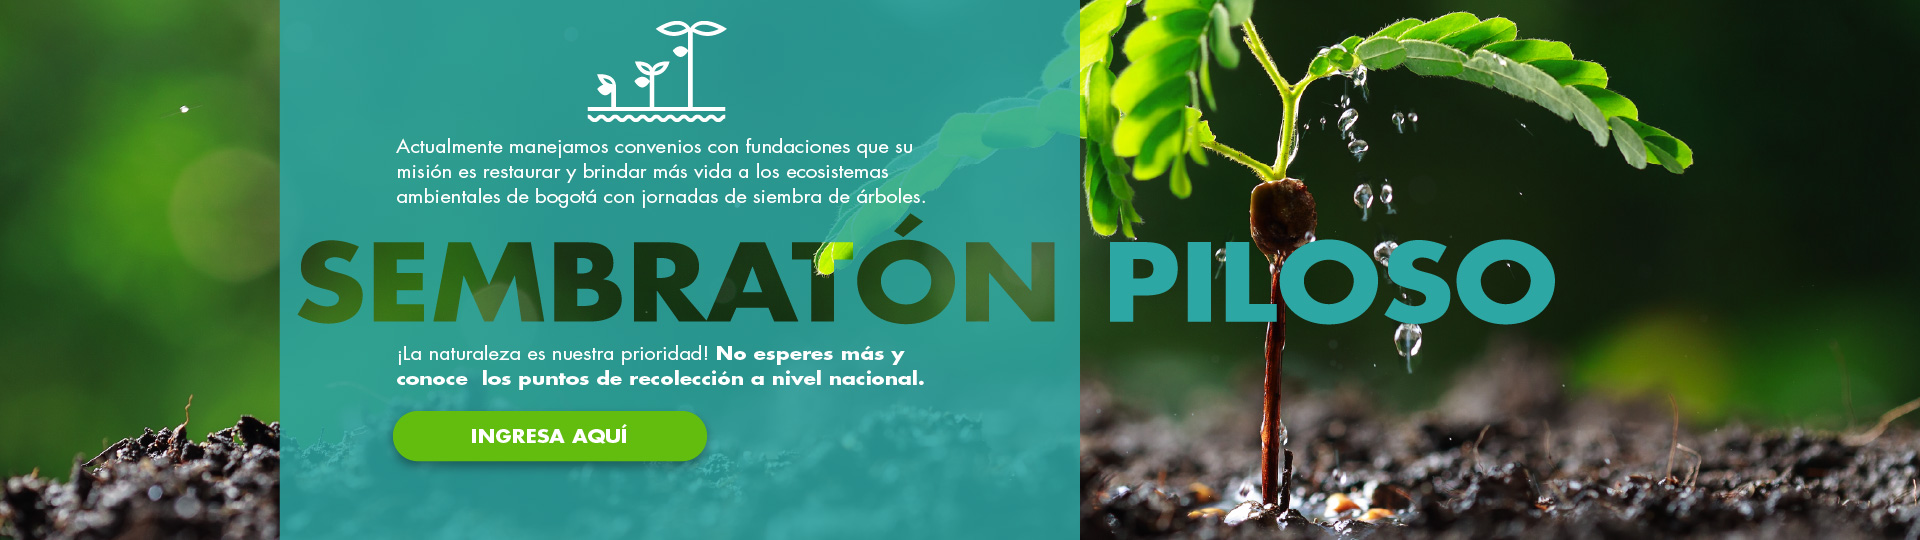 Actualmente manejamos convenios con fundaciones que su
misión es restaurar y brindar más vida a los ecosistemas
ambientales de bogotá con jornadas de siembra de árboles.
SEMBRATÓN PILOSO
¡La naturaleza es nuestra prioridad! No esperes más y
conoce  los puntos de recolección a nivel nacional.
INGRESA AQUÍ